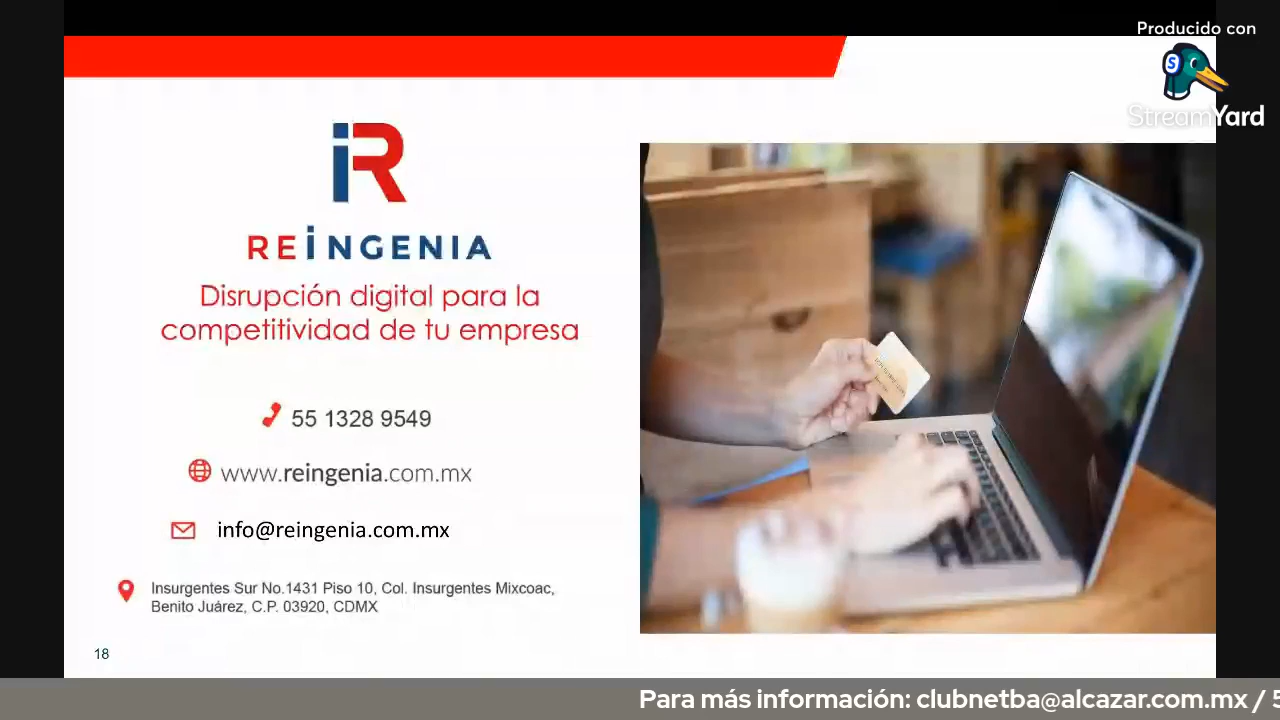 Producido con
StreamYard
iR
REiNGENIA
Disrupción digital para la
competitividad de tu empresa
55 1328 9549
www.reingenia.com.mx
info@reingenia.com.mx
Insurgentes Sur No.1431 Piso 10, Col. Insurgentes Mixcoac,
Benito Juárez, C.P. 03920, CDMX
18
Para más información: clubnetba@alcazar.com.mx / 5